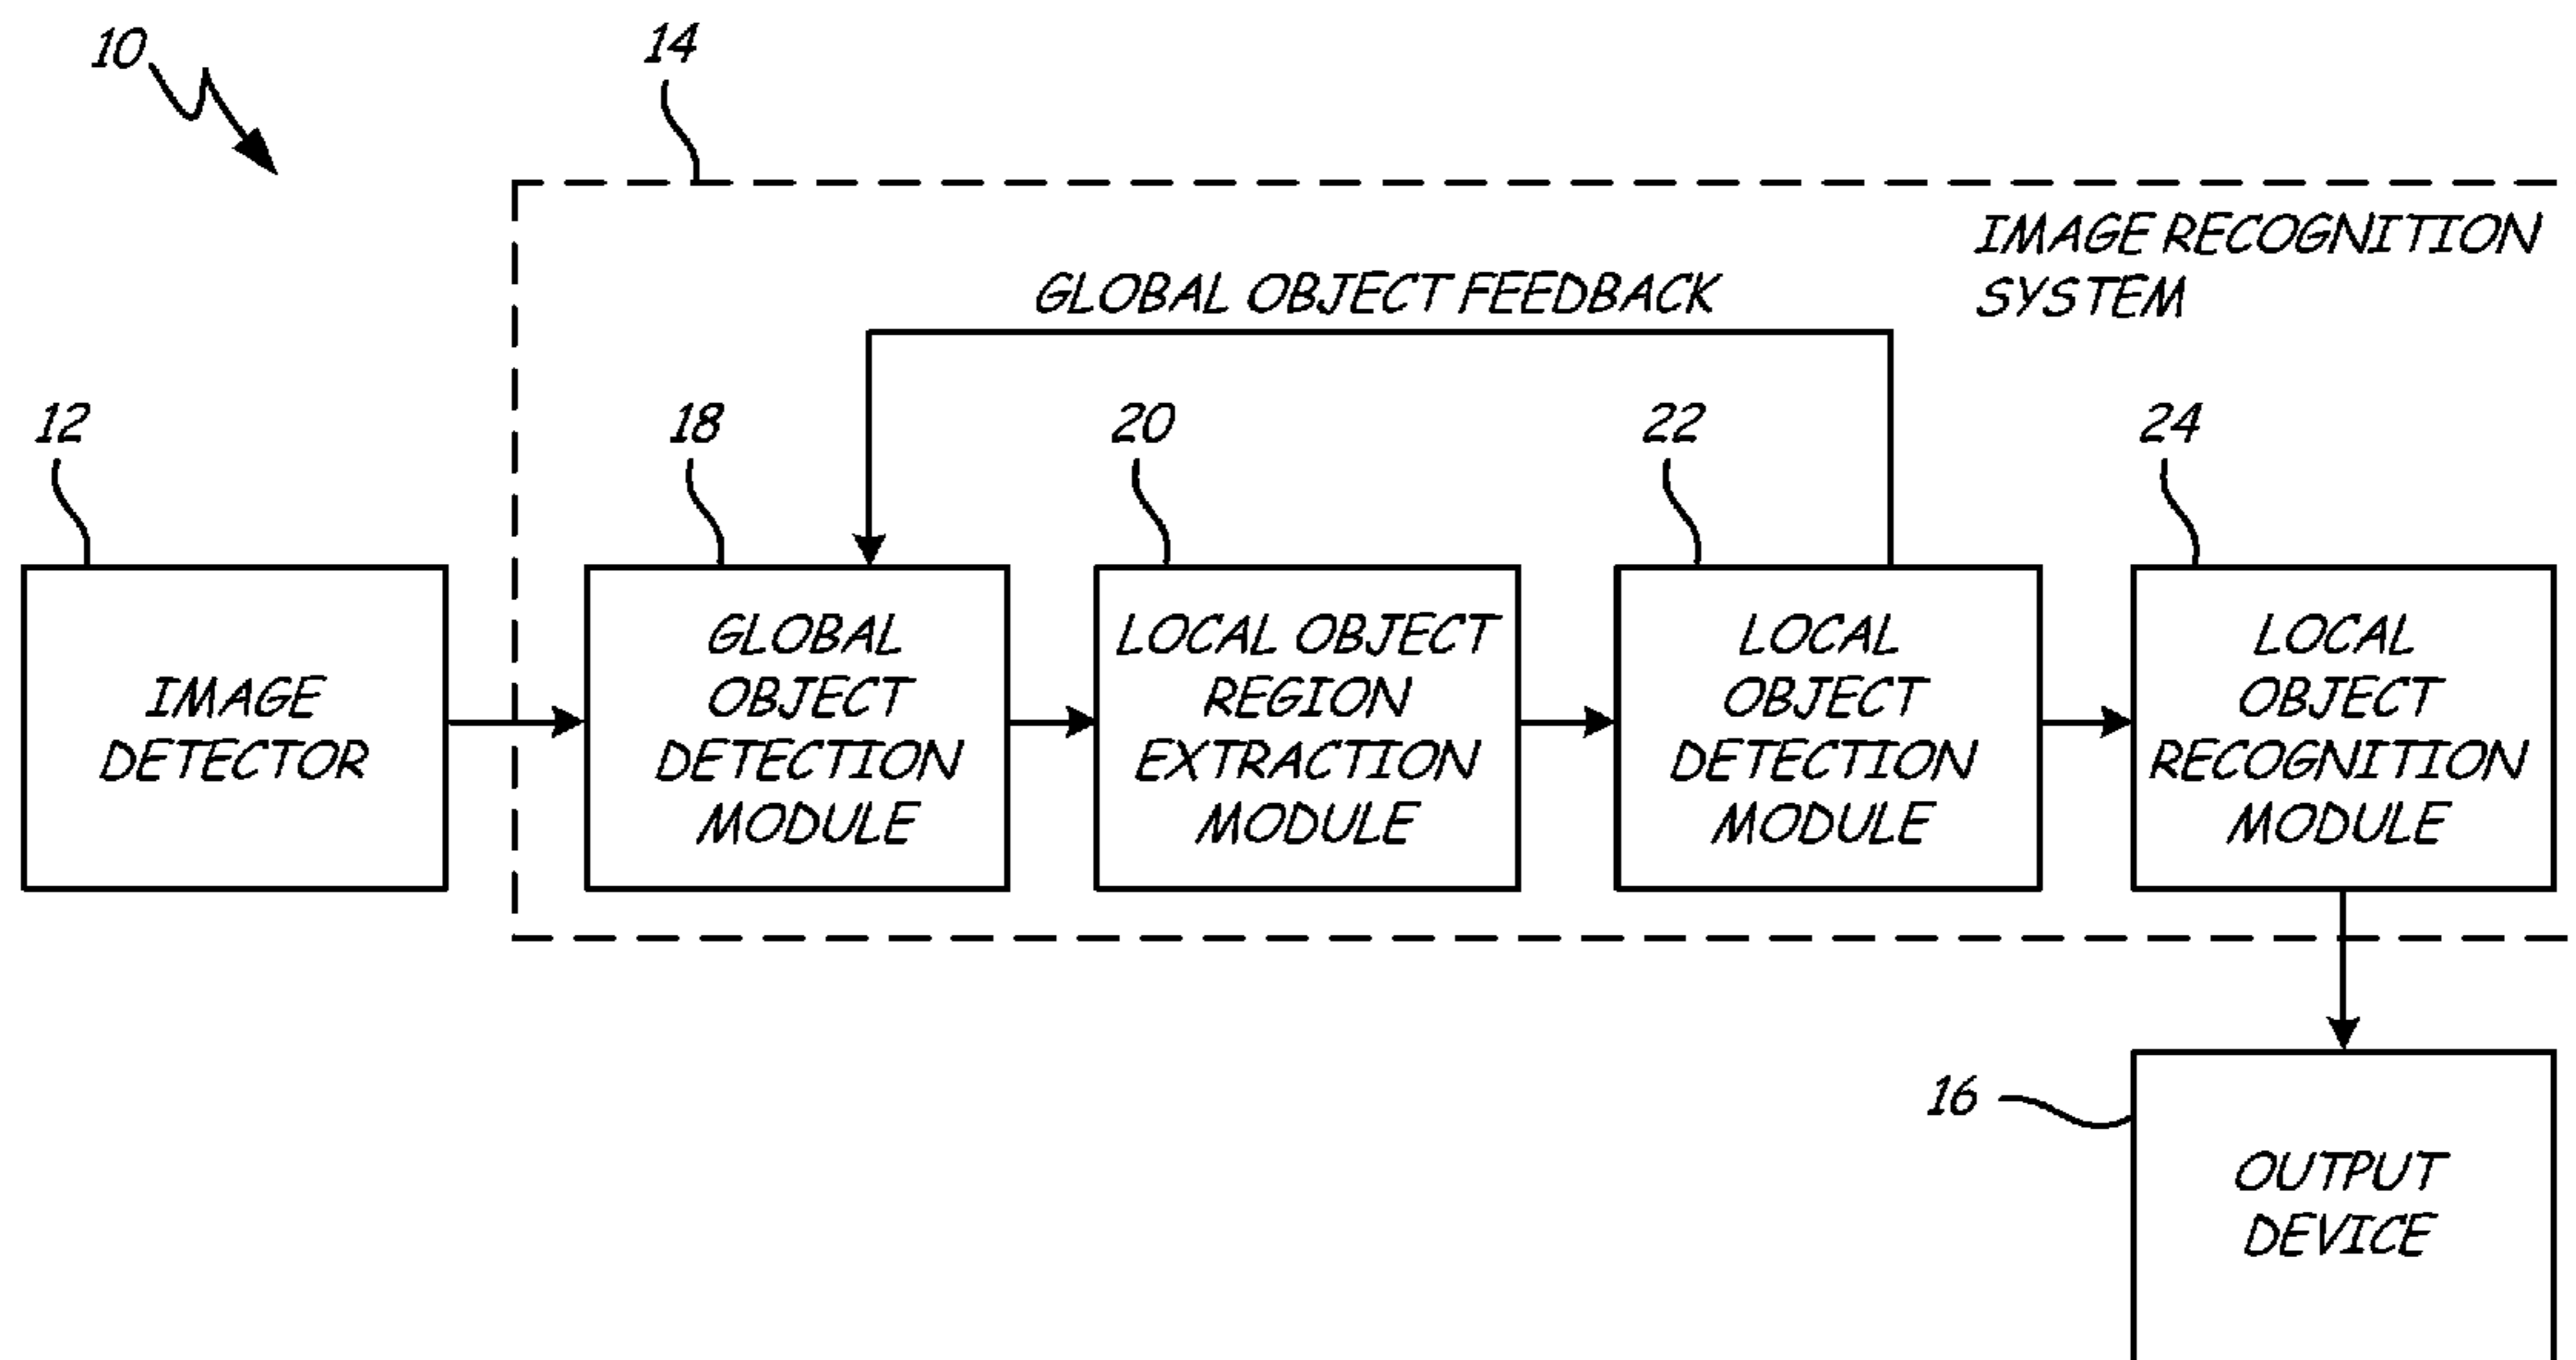 10
14
IMAGE RECOGNITION
SYSTEM
GLOBAL OBJECT FEEDBACK
12
18
20
22
24
IMAGE
DETECTOR
GLOBAL
OBJECT
DETECTION
MODULE
LOCAL OBJECT
REGION
EXTRACTION
MODULE
LOCAL
OBJECT
DETECTION
MODULE
LOCAL
OBJECT
RECOGNITION
MODULE
16
OUTPUT
DEVICE